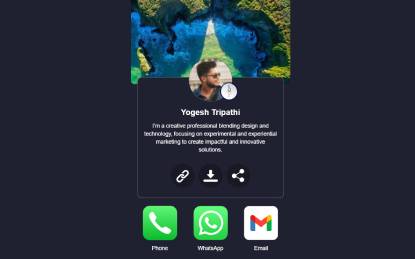 Yogesh Tripathi
I'm a creative professional blending design and
technology, focusing on experimental and experiential
marketing to create impactful and innovative
solutions.
Phone WhatsApp Email